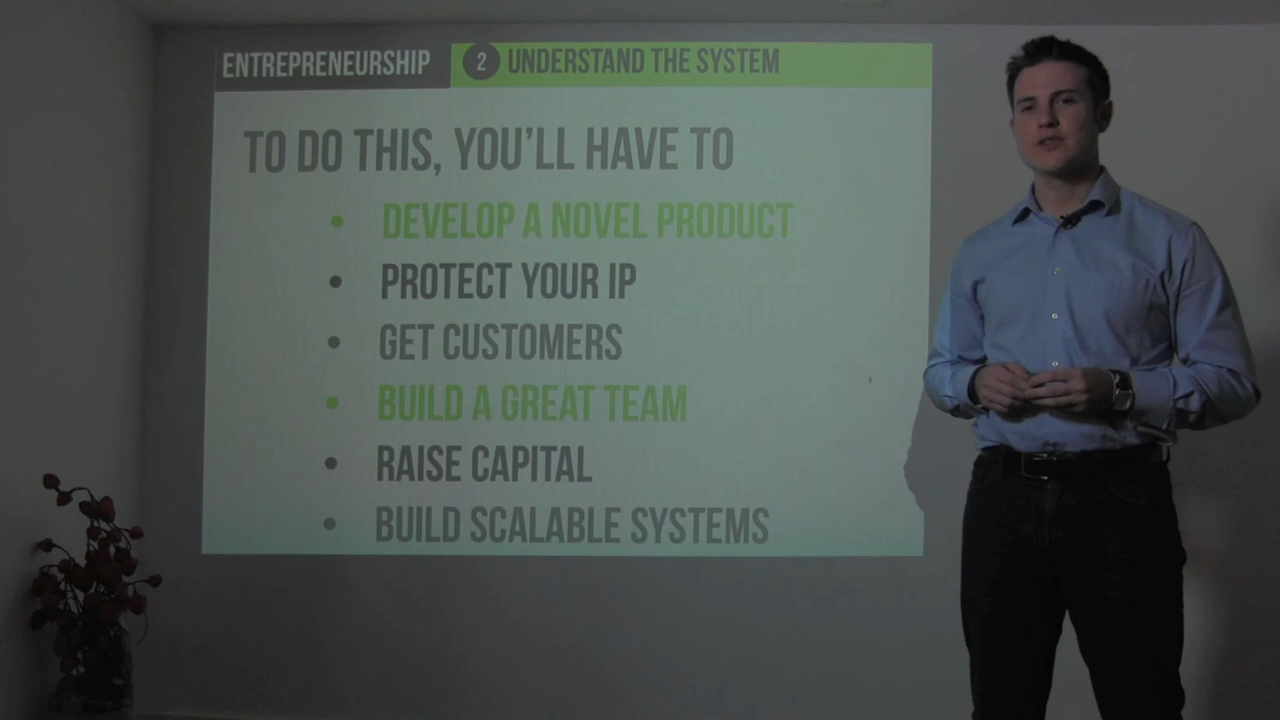 ENTREPRENEURSHIP 2 UNDERSTAND THE SYSTEM
TO DO THIS, YOU'LL HAVE TO
• DEVELOP A NOVEL PRODUCT
• PROTECT YOUR IP
• GET CUSTOMERS
• BUILD A GREAT TEAM
• RAISE CAPITAL
• BUILD SCALABLE SYSTEMS